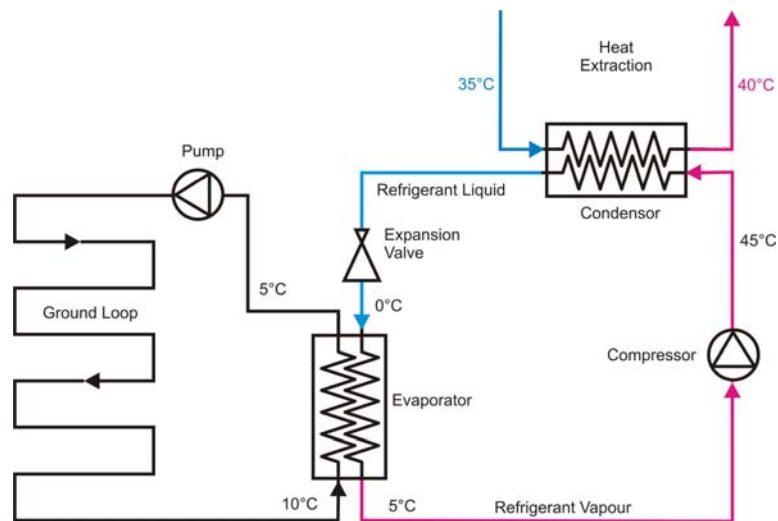 Heat
Extraction
35°C
40°C
Pump
Refrigerant Liquid
Condensor
Expansion
Valve
45°C
5°C
0°C
Ground Loop
Compressor
Evaporator
10°C
5°C
Refrigerant Vapour